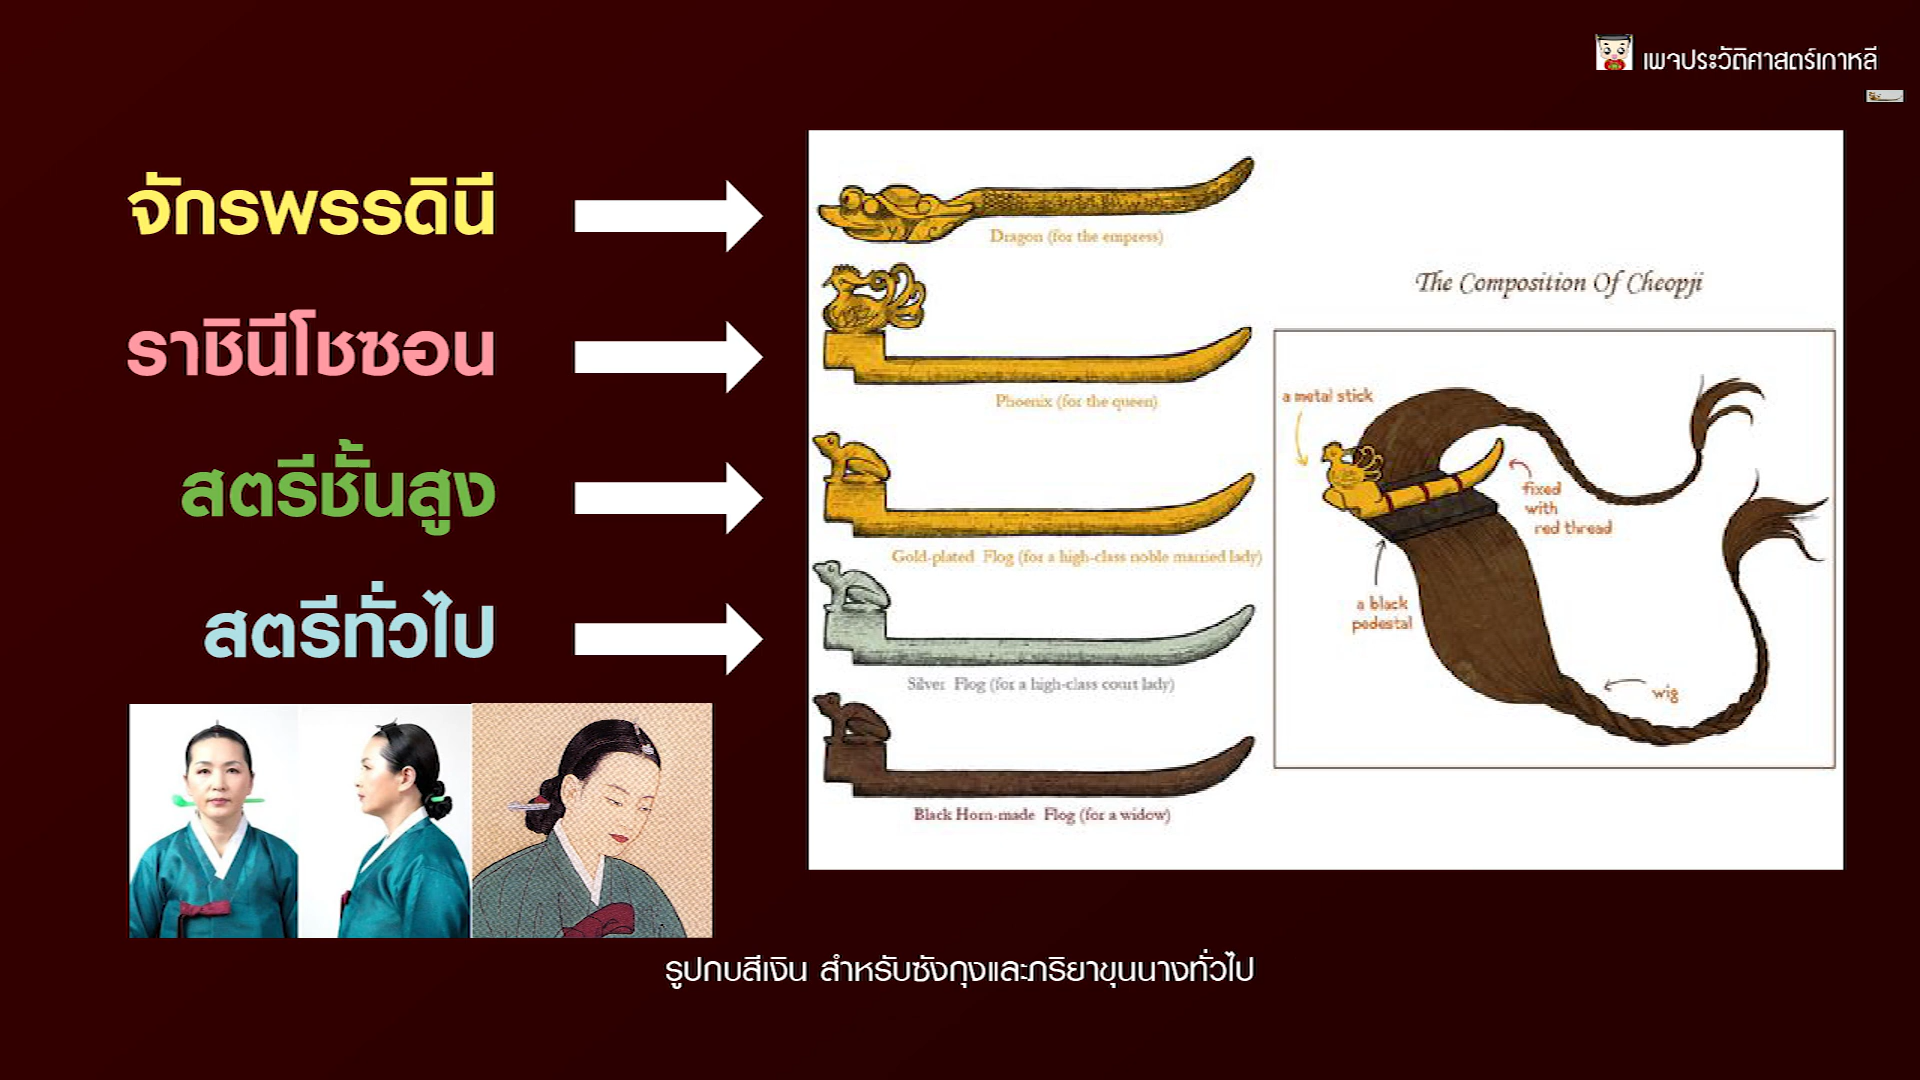 เพจประวัติศาสตร์เกาหลี
จักรพรรดินี
ราชินีโชซอน
สตรีชั้นสูง
สตรีทั่วไป
Dragon (for the empress)
Phoenix (for the queen)
Gold-plated Flog (for a high-class noble married lady)
Silver Flog (for a high-class court lady)
Black Horn-made Flog (for a widow)
The Composition Of Cheopji
a metal stick
fixed
with
red thread
a black
pedestal
wig
รูปกบสีเงิน สำหรับซังกุงและภริยาขุนนางทั่วไป